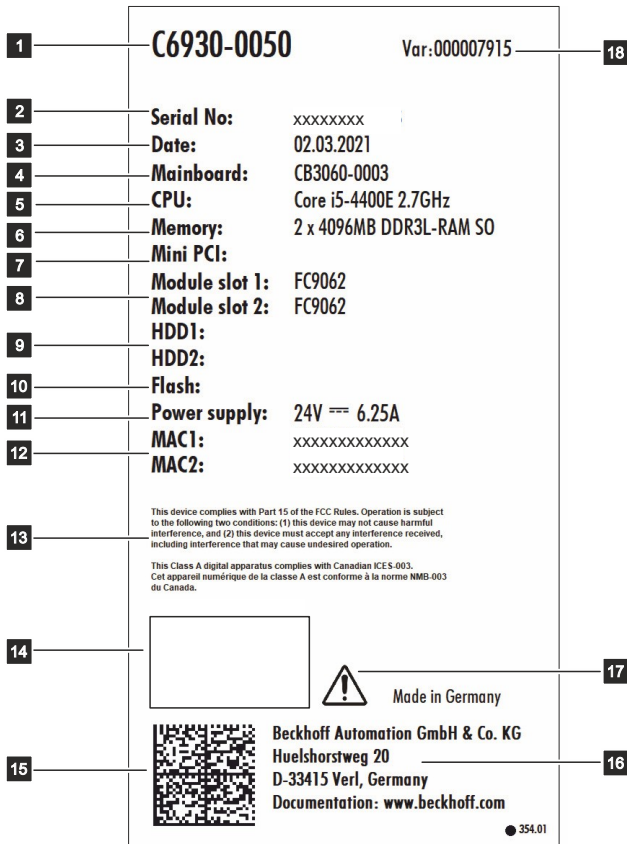 1 C6930-0050 Var:000007915 18
2 Serial No: xxxxxxxx
3 Date: 02.03.2021
4 Mainboard: CB3060-0003
5 CPU: Core i5-4400E 2.7GHz
6 Memory: 2 x 4096MB DDR3L-RAM SO
7 Mini PCI:
8 Module slot 1: FC9062
Module slot 2: FC9062
9 HDD1:
HDD2:
10 Flash:
11 Power supply: 24V ⎓ 6.25A
12 MAC1: xxxxxxxxxxxxx
MAC2: xxxxxxxxxxxxx
13 This device complies with Part 15 of the FCC Rules. Operation is subject
to the following two conditions: (1) this device may not cause harmful
interference, and (2) this device must accept any interference received,
including interference that may cause undesired operation.
This Class A digital apparatus complies with Canadian ICES-003.
Cet appareil numérique de la classe A est conforme à la norme NMB-003
du Canada.
14
17
Made in Germany
15
Beckhoff Automation GmbH & Co. KG
Huelshorstweg 20 16
D-33415 Verl, Germany
Documentation: www.beckhoff.com
354.01